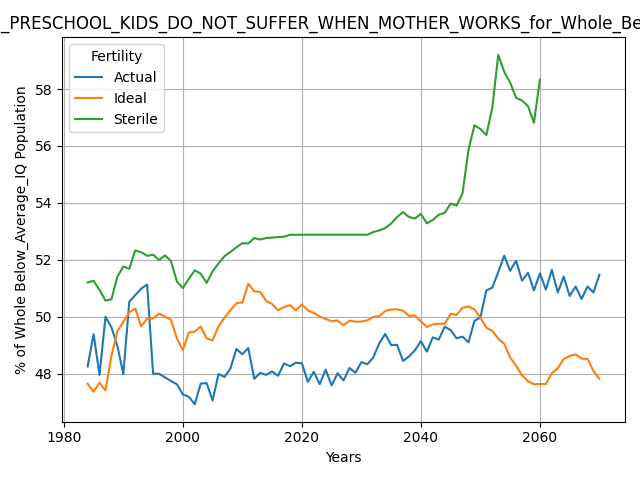 _PRESCHOOL_KIDS_DO_NOT_SUFFER_WHEN_MOTHER_WORKS_for_Whole_Be
Fertility
Actual
Ideal
Sterile
% of Whole Below_Average_IQ Population
58
56
54
52
50
48
1980
2000
2020
2040
2060
Years